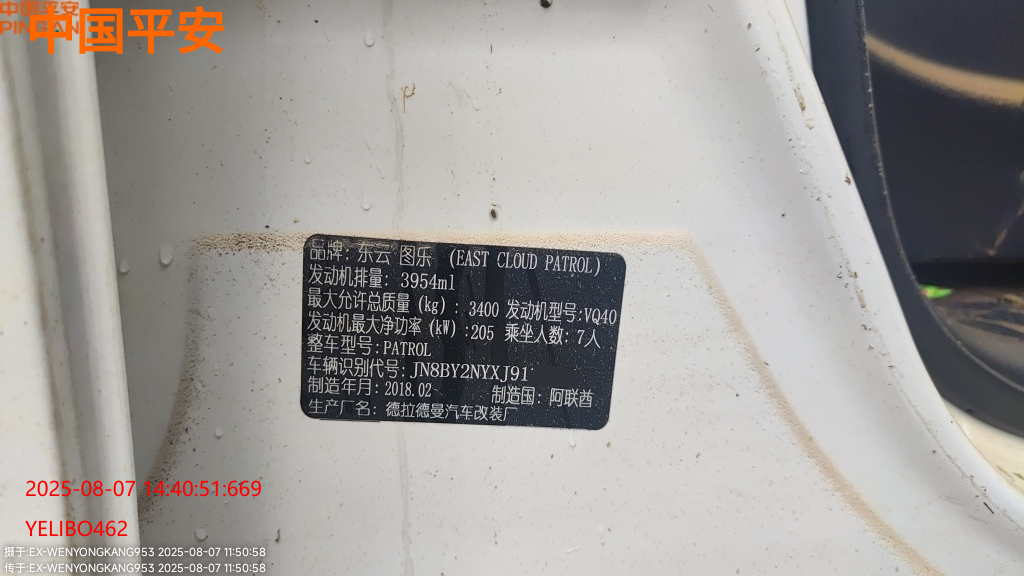 中国平安
PING AN
中国平安
品牌: 东云 图乐 (EAST CLOUD PATROL)
发动机排量: 3954ml
最大允许总质量 (kg) : 3400 发动机型号:VQ40
发动机最大净功率 (kW) :205 乘坐人数: 7人
整车型号:PATROL
车辆识别代号: JN8BY2NYXJ91
制造年月: 2018.02 制造国: 阿联酋
生产厂名: 德拉德曼汽车改装厂
2025-08-07 14:40:51:669
YELIBO462
摄于:EX-WENYONGKANG953 2025-08-07 11:50:58
传于:EX-WENYONGKANG953 2025-08-07 11:50:58